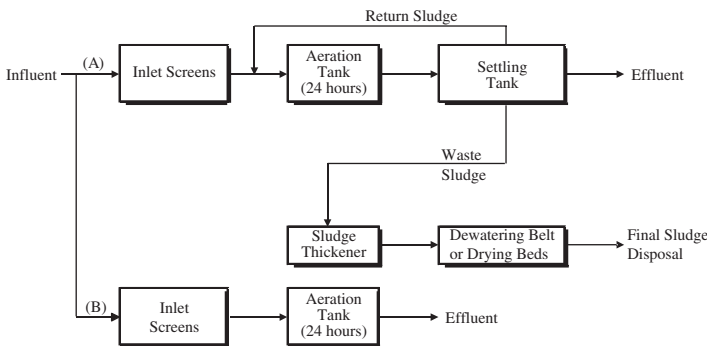 Return Sludge
Influent
(A)
Inlet Screens
Aeration
Tank
(24 hours)
Settling
Tank
Effluent
Waste
Sludge
Sludge
Thickener
Dewatering Belt
or Drying Beds
Final Sludge
Disposal
(B)
Inlet
Screens
Aeration
Tank
(24 hours)
Effluent